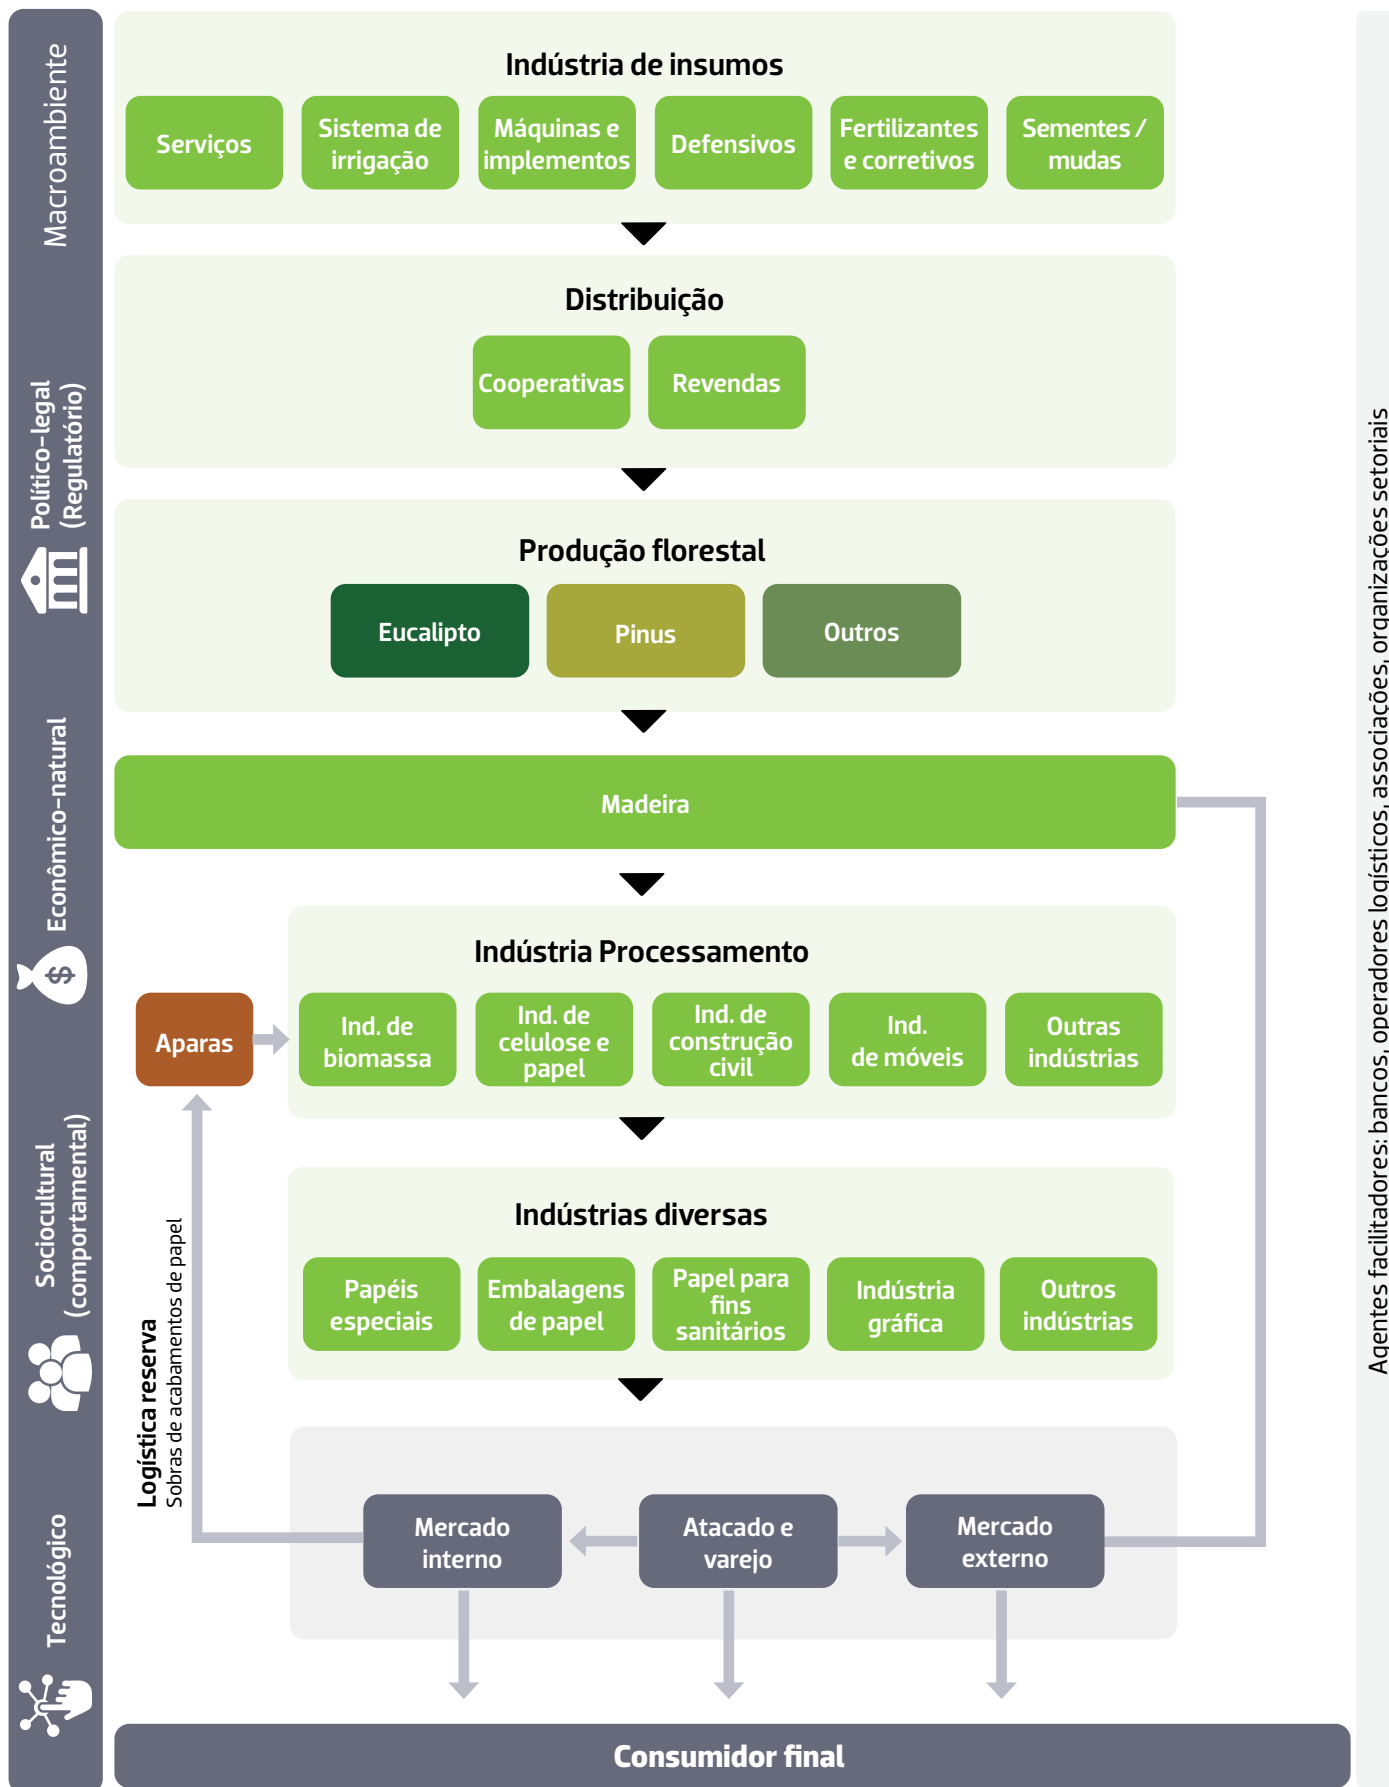 Macroambiente
Político-legal
(Regulatório)
Econômico-natural
Sociocultural
(comportamental)
Tecnológico
Indústria de insumos
Serviços
Sistema de
irrigação
Máquinas e
implementos
Defensivos
Fertilizantes
e corretivos
Sementes /
mudas
Distribuição
Cooperativas
Revendas
Produção florestal
Eucalipto
Pinus
Outros
Madeira
Indústria Processamento
Aparas
Ind. de
biomassa
Ind. de
celulose e
papel
Ind. de
construção
civil
Ind.
de móveis
Outras
indústrias
Indústrias diversas
Papéis
especiais
Embalagens
de papel
Papel para
fins
sanitários
Indústria
gráfica
Outros
indústrias
Logística reserva
Sobras de acabamentos de papel
Mercado
interno
Atacado e
varejo
Mercado
externo
Consumidor final
Agentes facilitadores: bancos, operadores logísticos, associações, organizações setoriais